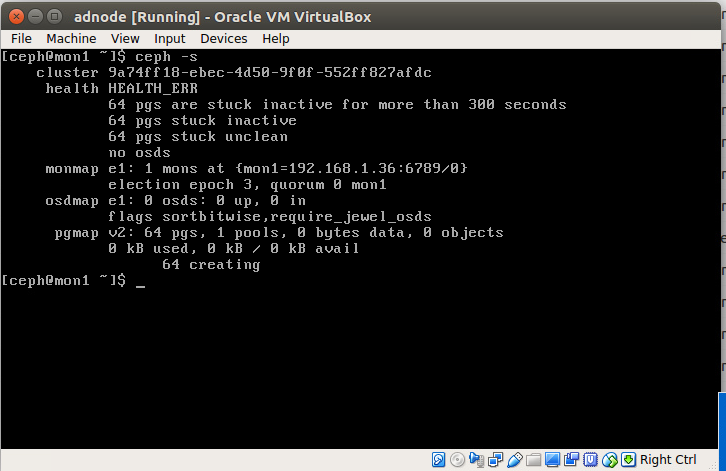 adnode [Running] - Oracle VM VirtualBox
File Machine View Input Devices Help
[ceph@mon1 ~]$ ceph -s
cluster 9a74ff18-ebec-4d50-9f0f-552ff827afdc
health HEALTH_ERR
64 pgs are stuck inactive for more than 300 seconds
64 pgs stuck inactive
64 pgs stuck unclean
no osds
monmap e1: 1 mons at {mon1=192.168.1.36:6789/0}
election epoch 3, quorum 0 mon1
osdmap e1: 0 osds: 0 up, 0 in
flags sortbitwise,require_jewel_osds
pgmap v2: 64 pgs, 1 pools, 0 bytes data, 0 objects
0 kB used, 0 kB / 0 kB avail
64 creating
[ceph@mon1 ~]$ _
Right Ctrl